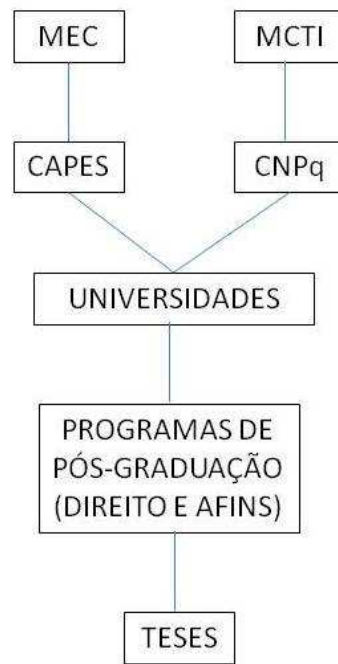 MEC
MCTI
CAPES
CNPq
UNIVERSIDADES
PROGRAMAS DE
PÓS-GRADUAÇÃO
(DIREITO E AFINS)
TESES